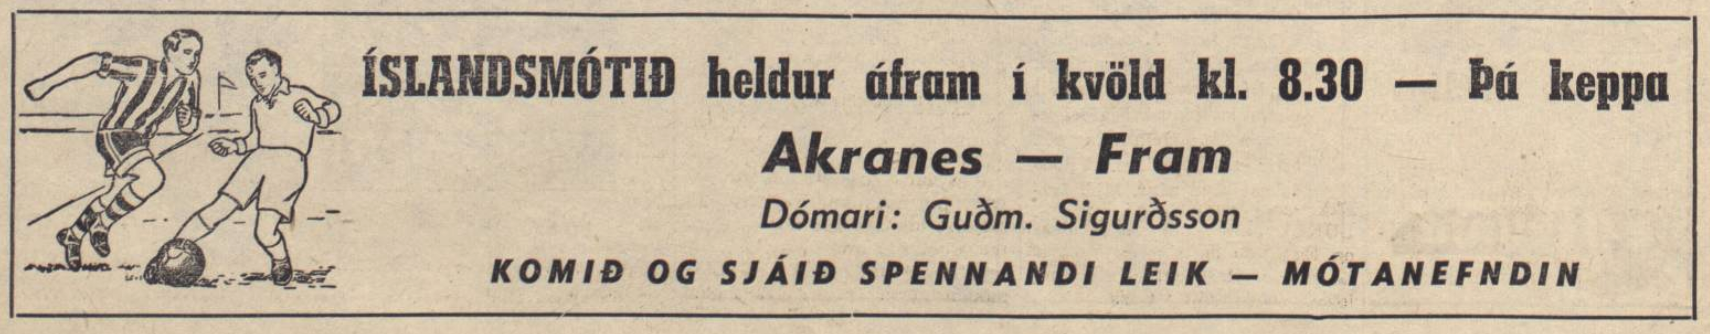 ÍSLANDSMÓTIÐ heldur áfram í kvöld kl. 8.30 — Þá keppa
Akranes — Fram
Dómari: Guðm. Sigurðsson
KOMIÐ OG SJÁIÐ SPENNANDI LEIK — MÓTANEFNDIN